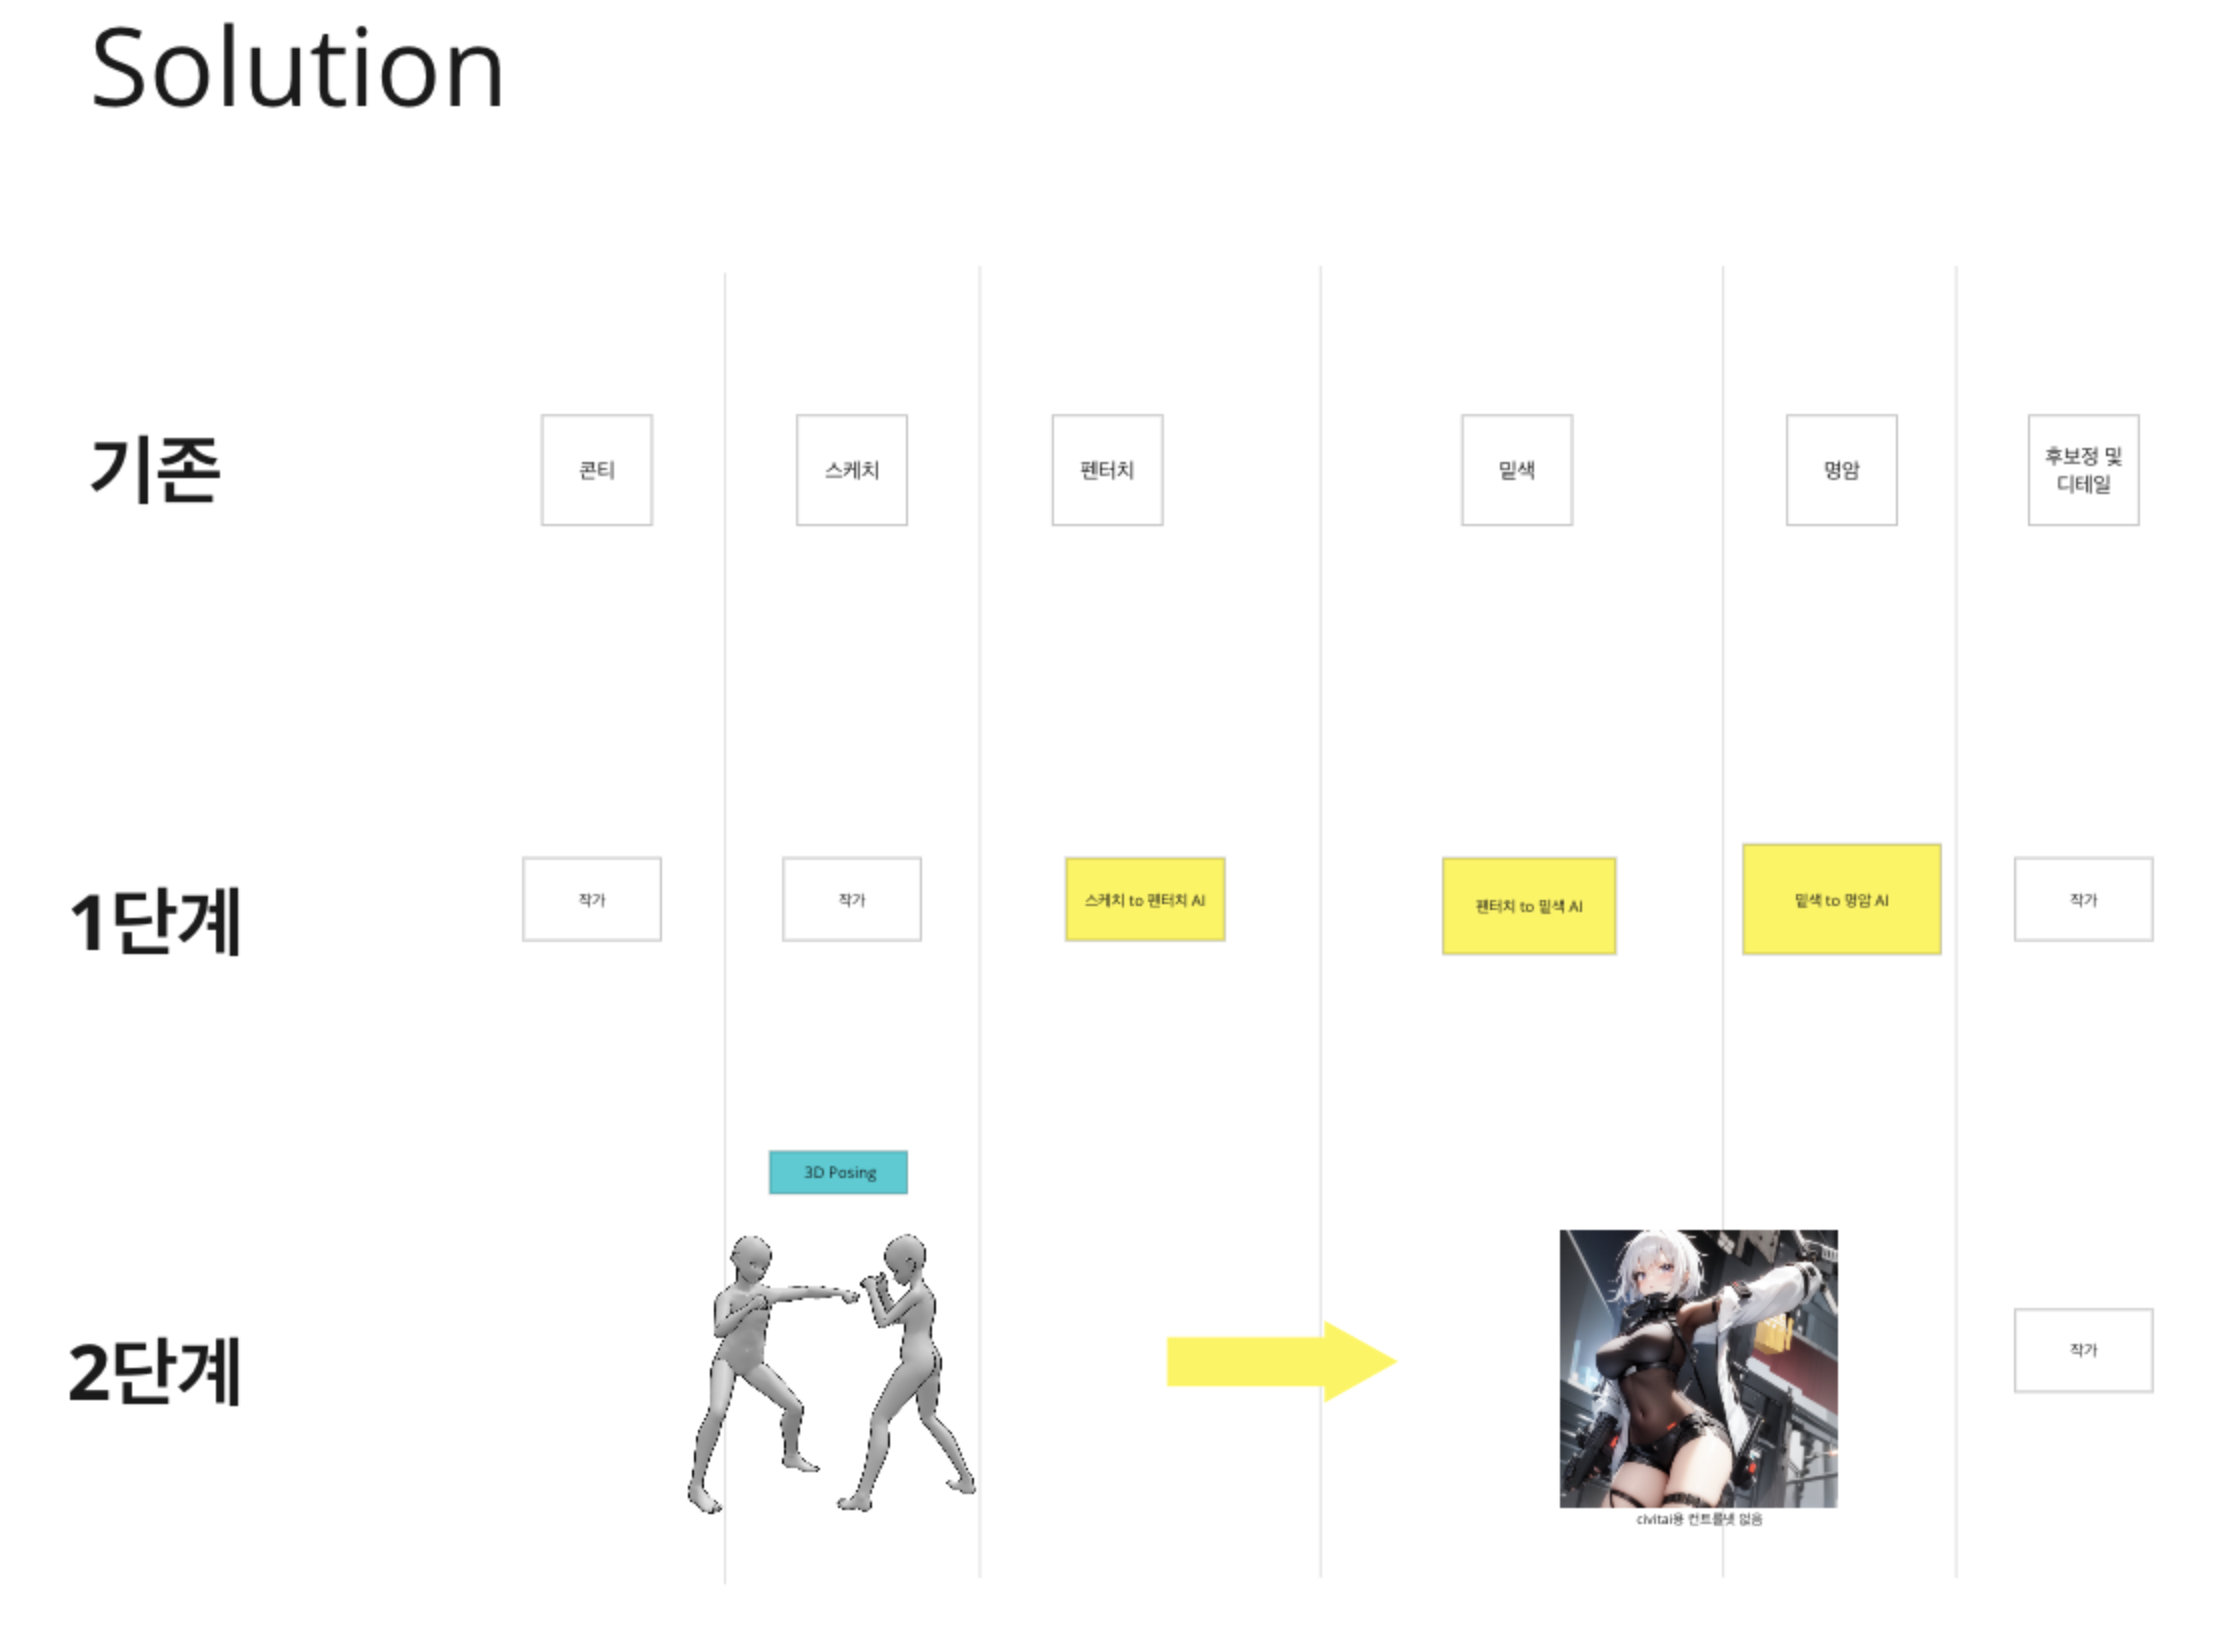 Solution
기존
콘티
스케치
펜터치
밑색
명암
후보정 및
디테일
1단계
작가
작가
스케치 to 펜터치 AI
펜터치 to 밑색 AI
밑색 to 명암 AI
작가
3D Posing
2단계
작가
civitai용 컨트롤넷 없음